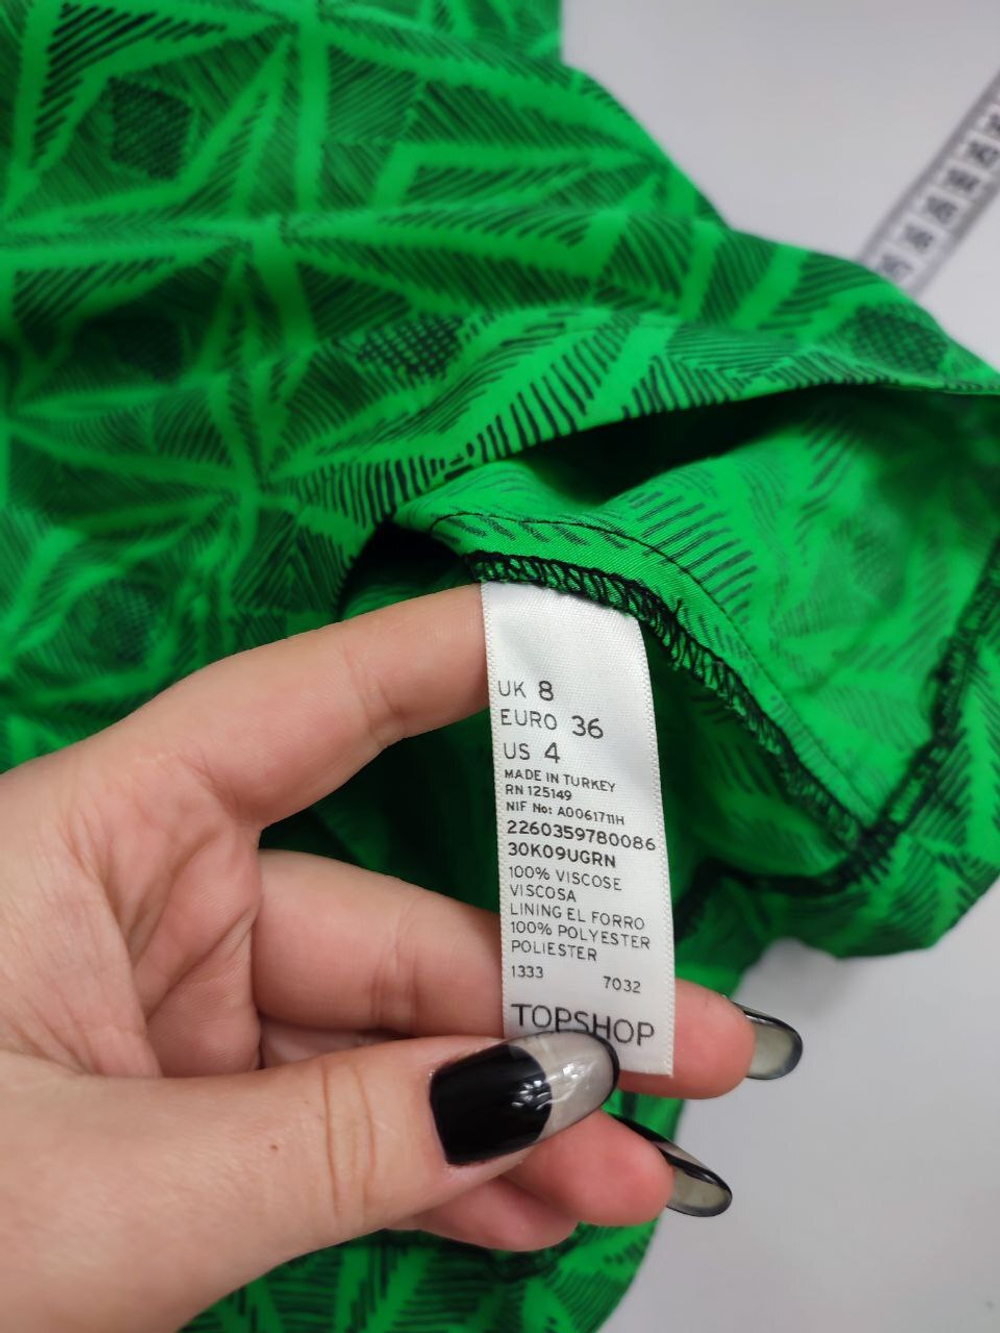 UK 8
EURO 36
US 4
MADE IN TURKEY
RN 125149
NIF No: A0061711H
2260359780086
30K09UGRN
100% VISCOSE
VISCOSA
LINING EL FORRO
100% POLYESTER
POLIESTER
1333 7032
TOPSHOP